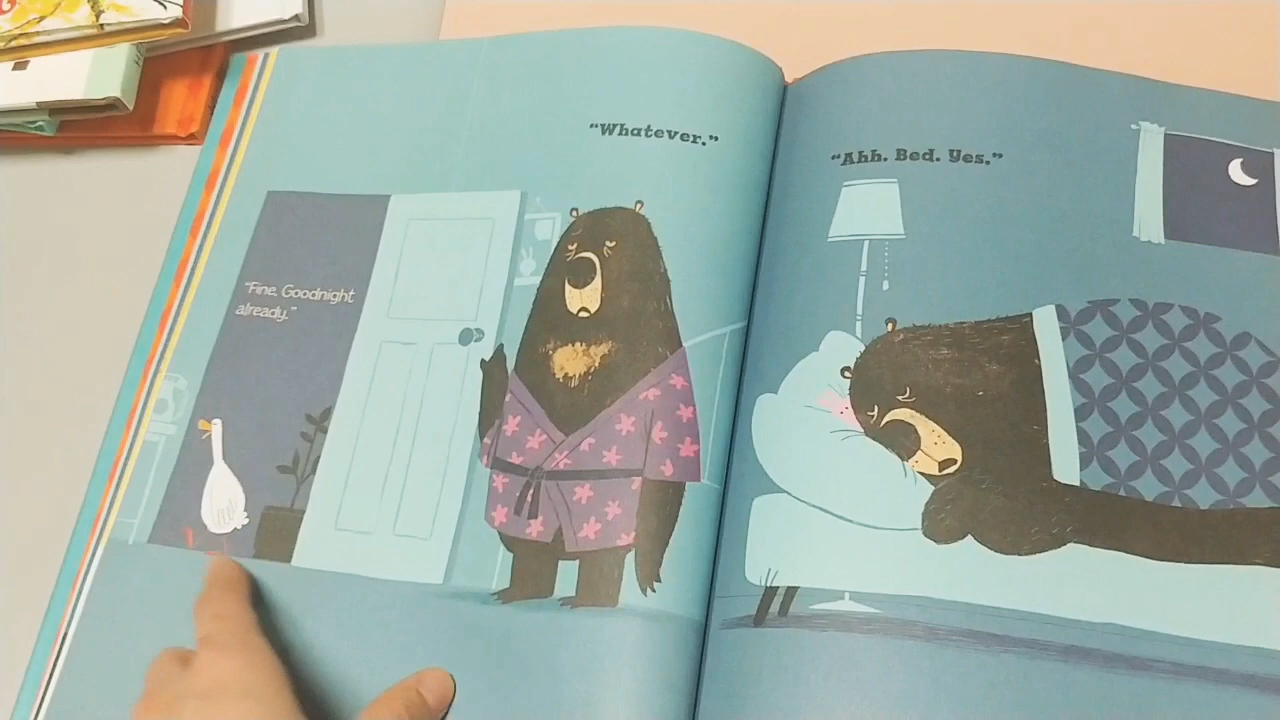 “Whatever.”
“Fine. Goodnight
already.”
“Ahh. Bed. Yes.”